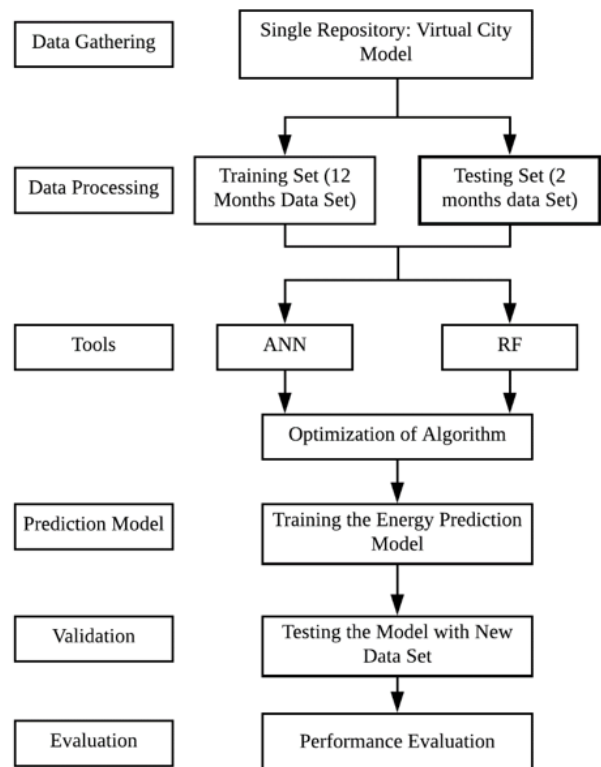 Data Gathering
Single Repository: Virtual City
Model
Data Processing
Training Set (12
Months Data Set)
Testing Set (2
months data Set)
Tools
ANN
RF
Optimization of Algorithm
Prediction Model
Training the Energy Prediction
Model
Validation
Testing the Model with New
Data Set
Evaluation
Performance Evaluation